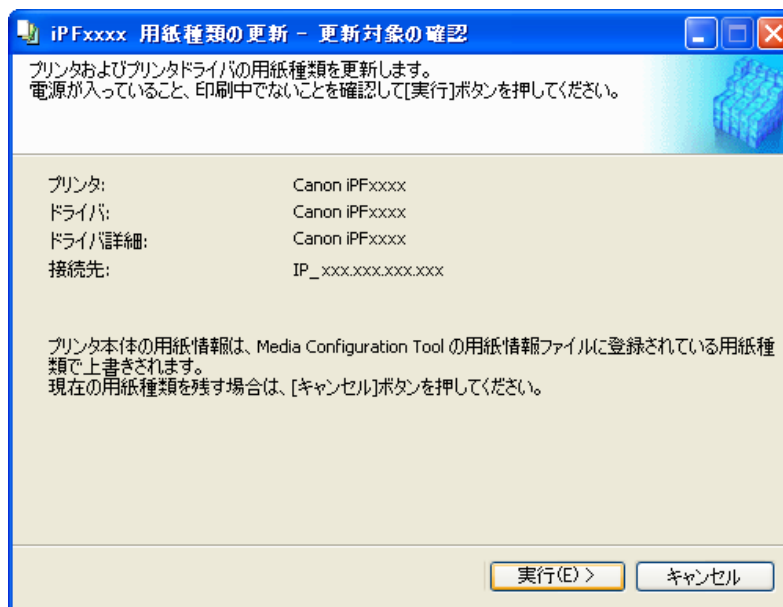 iPFxxxx 用紙種類の更新 - 更新対象の確認
プリンタおよびプリンタドライバの用紙種類を更新します。
電源が入っていること、印刷中でないことを確認して[実行]ボタンを押してください。
プリンタ: Canon iPFxxxx
ドライバ: Canon iPFxxxx
ドライバ詳細: Canon iPFxxxx
接続先: IP_xxx.xxx.xxx.xxx
プリンタ本体の用紙情報は、Media Configuration Tool の用紙情報ファイルに登録されている用紙種
類で上書きされます。
現在の用紙種類を残す場合は、[キャンセル]ボタンを押してください。
実行(E) > キャンセル